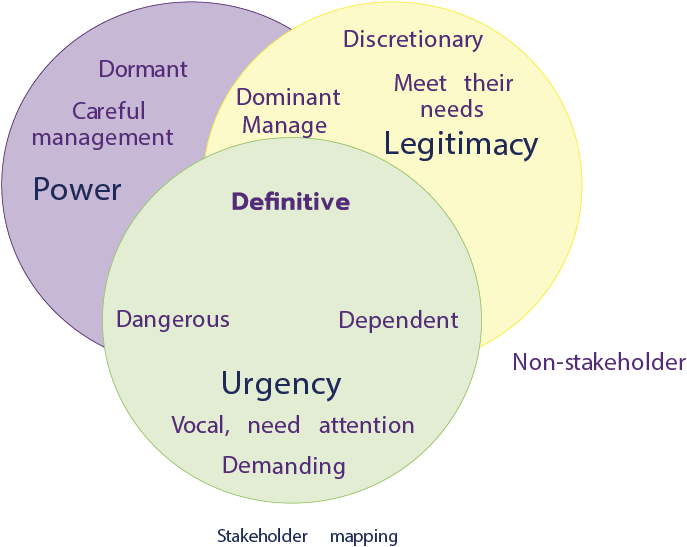 Discretionary
Dormant
Meet their
needs
Dominant
Manage
Careful
management
Legitimacy
Power
Definitive
Dangerous
Dependent
Non-stakeholder
Urgency
Vocal, need attention
Demanding
Stakeholder mapping